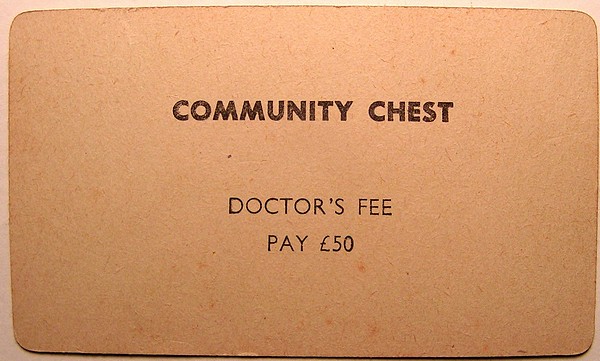 COMMUNITY CHEST
DOCTOR'S FEE
PAY £50